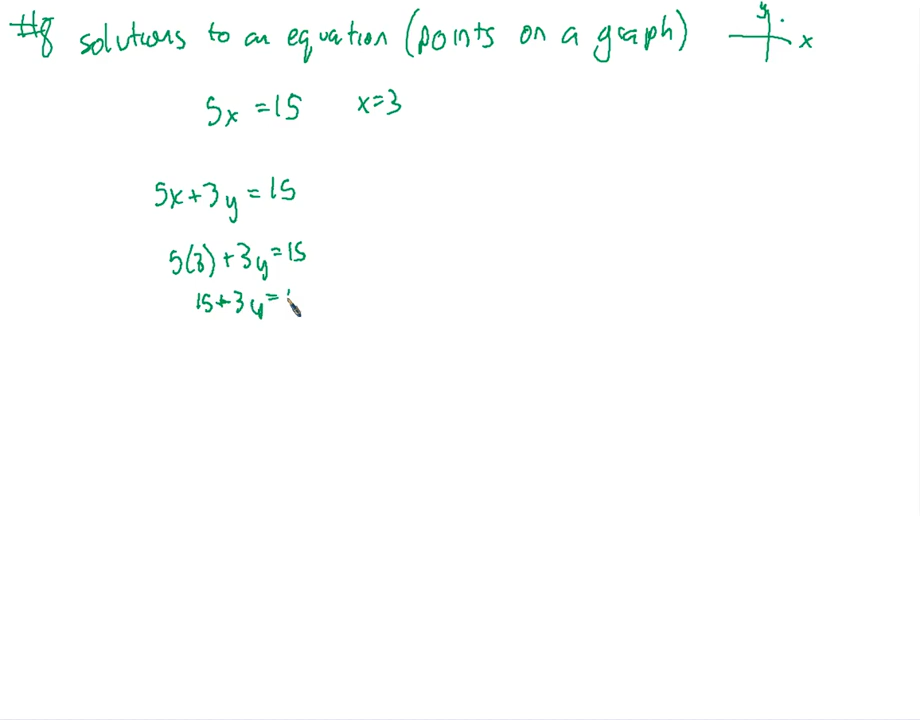 #8 solutions to an equation (points on a graph) y x
5x = 15 x=3
5x+3y = 15
5(3) + 3y = 15
15 + 3y =